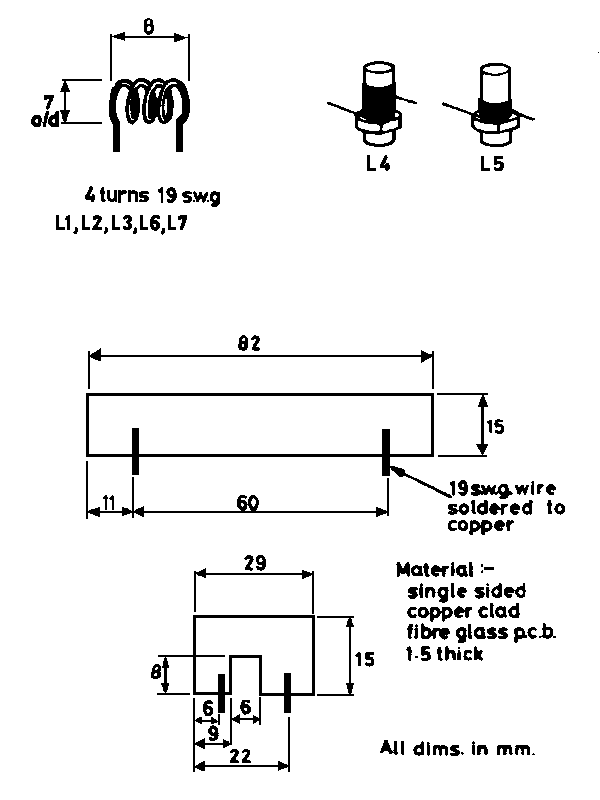 8
7
o/d
L4
L5
4 turns 19 s.w.g
L1, L2, L3, L6, L7
82
15
11
60
19 s.w.g. wire
soldered to
copper
29
Material :-
single sided
copper clad
fibre glass p.c.b.
1·5 thick
15
8
6
6
9
22
All dims. in mm.